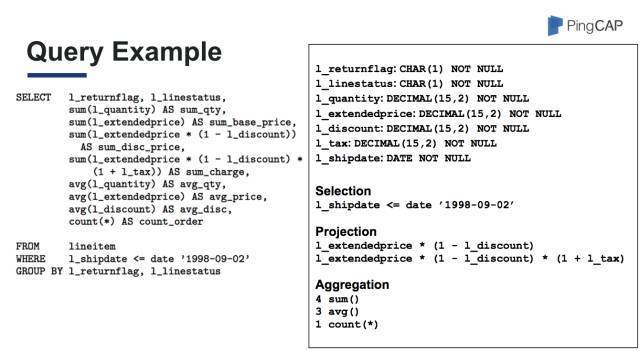 PingCAP
Query Example
SELECT l_returnflag, l_linestatus,
sum(l_quantity) AS sum_qty,
sum(l_extendedprice) AS sum_base_price,
sum(l_extendedprice * (1 - l_discount))
AS sum_disc_price,
sum(l_extendedprice * (1 - l_discount) *
(1 + l_tax)) AS sum_charge,
avg(l_quantity) AS avg_qty,
avg(l_extendedprice) AS avg_price,
avg(l_discount) AS avg_disc,
count(*) AS count_order
FROM lineitem
WHERE l_shipdate <= date '1998-09-02'
GROUP BY l_returnflag, l_linestatus
l_returnflag: CHAR(1) NOT NULL
l_linestatus: CHAR(1) NOT NULL
l_quantity: DECIMAL(15,2) NOT NULL
l_extendedprice: DECIMAL(15,2) NOT NULL
l_discount: DECIMAL(15,2) NOT NULL
l_tax: DECIMAL(15,2) NOT NULL
l_shipdate: DATE NOT NULL
Selection
l_shipdate <= date '1998-09-02'
Projection
l_extendedprice * (1 - l_discount)
l_extendedprice * (1 - l_discount) * (1 + l_tax)
Aggregation
4 sum()
3 avg()
1 count(*)